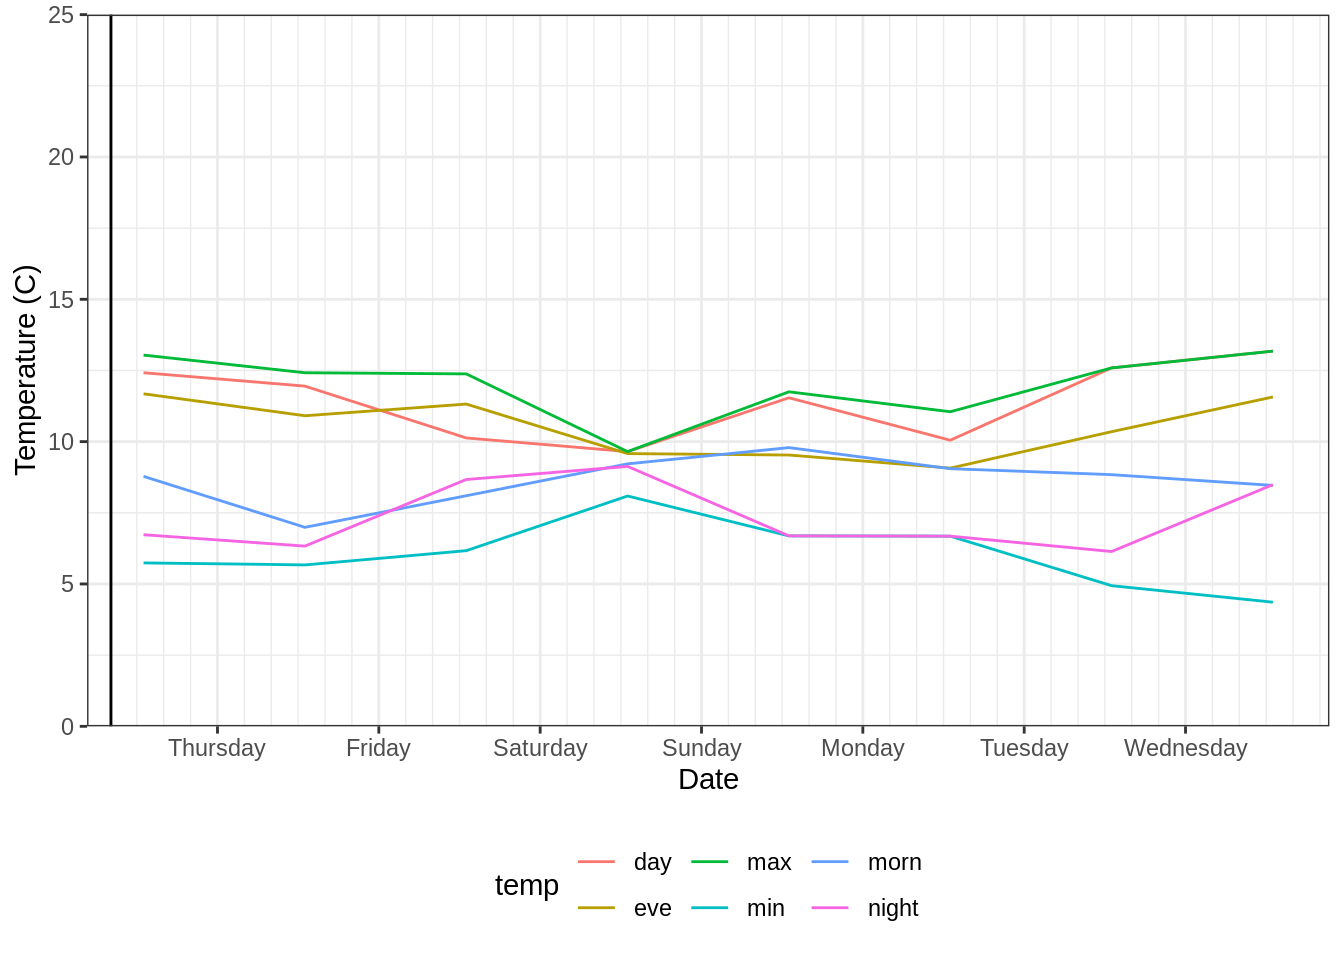 25
20
15
10
5
0
Temperature (C)
Thursday Friday Saturday Sunday Monday Tuesday Wednesday
Date
temp
day max morn
eve min night